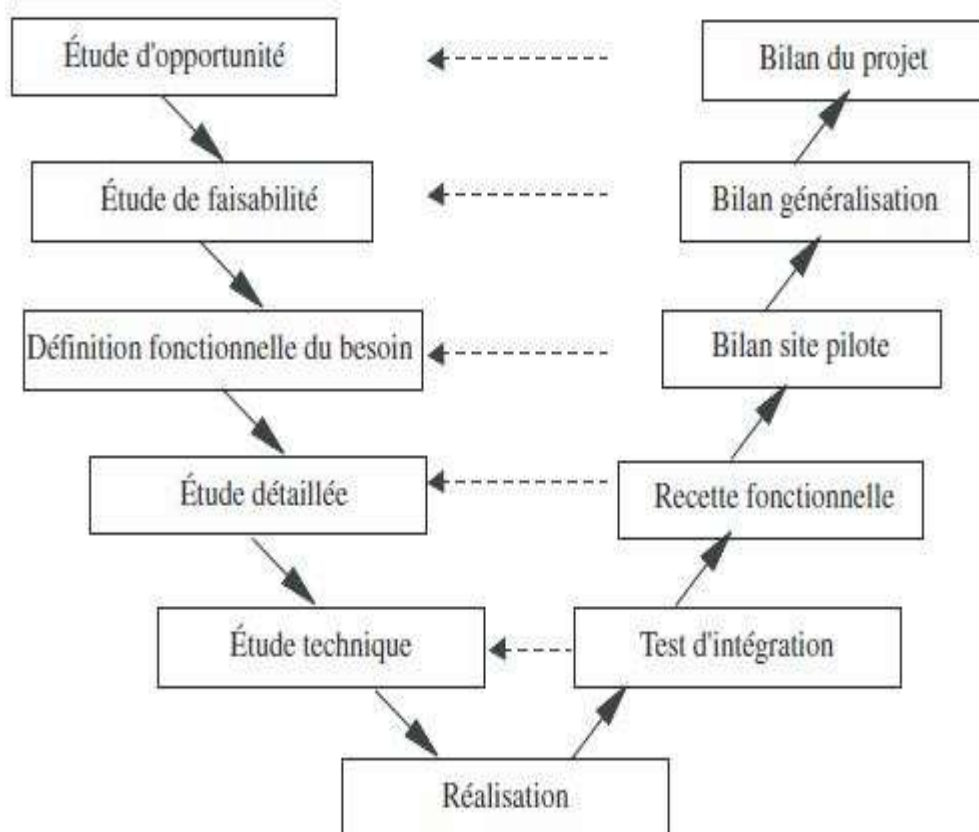 Étude d'opportunité
Bilan du projet
Étude de faisabilité
Bilan généralisation
Définition fonctionnelle du besoin
Bilan site pilote
Étude détaillée
Recette fonctionnelle
Étude technique
Test d'intégration
Réalisation